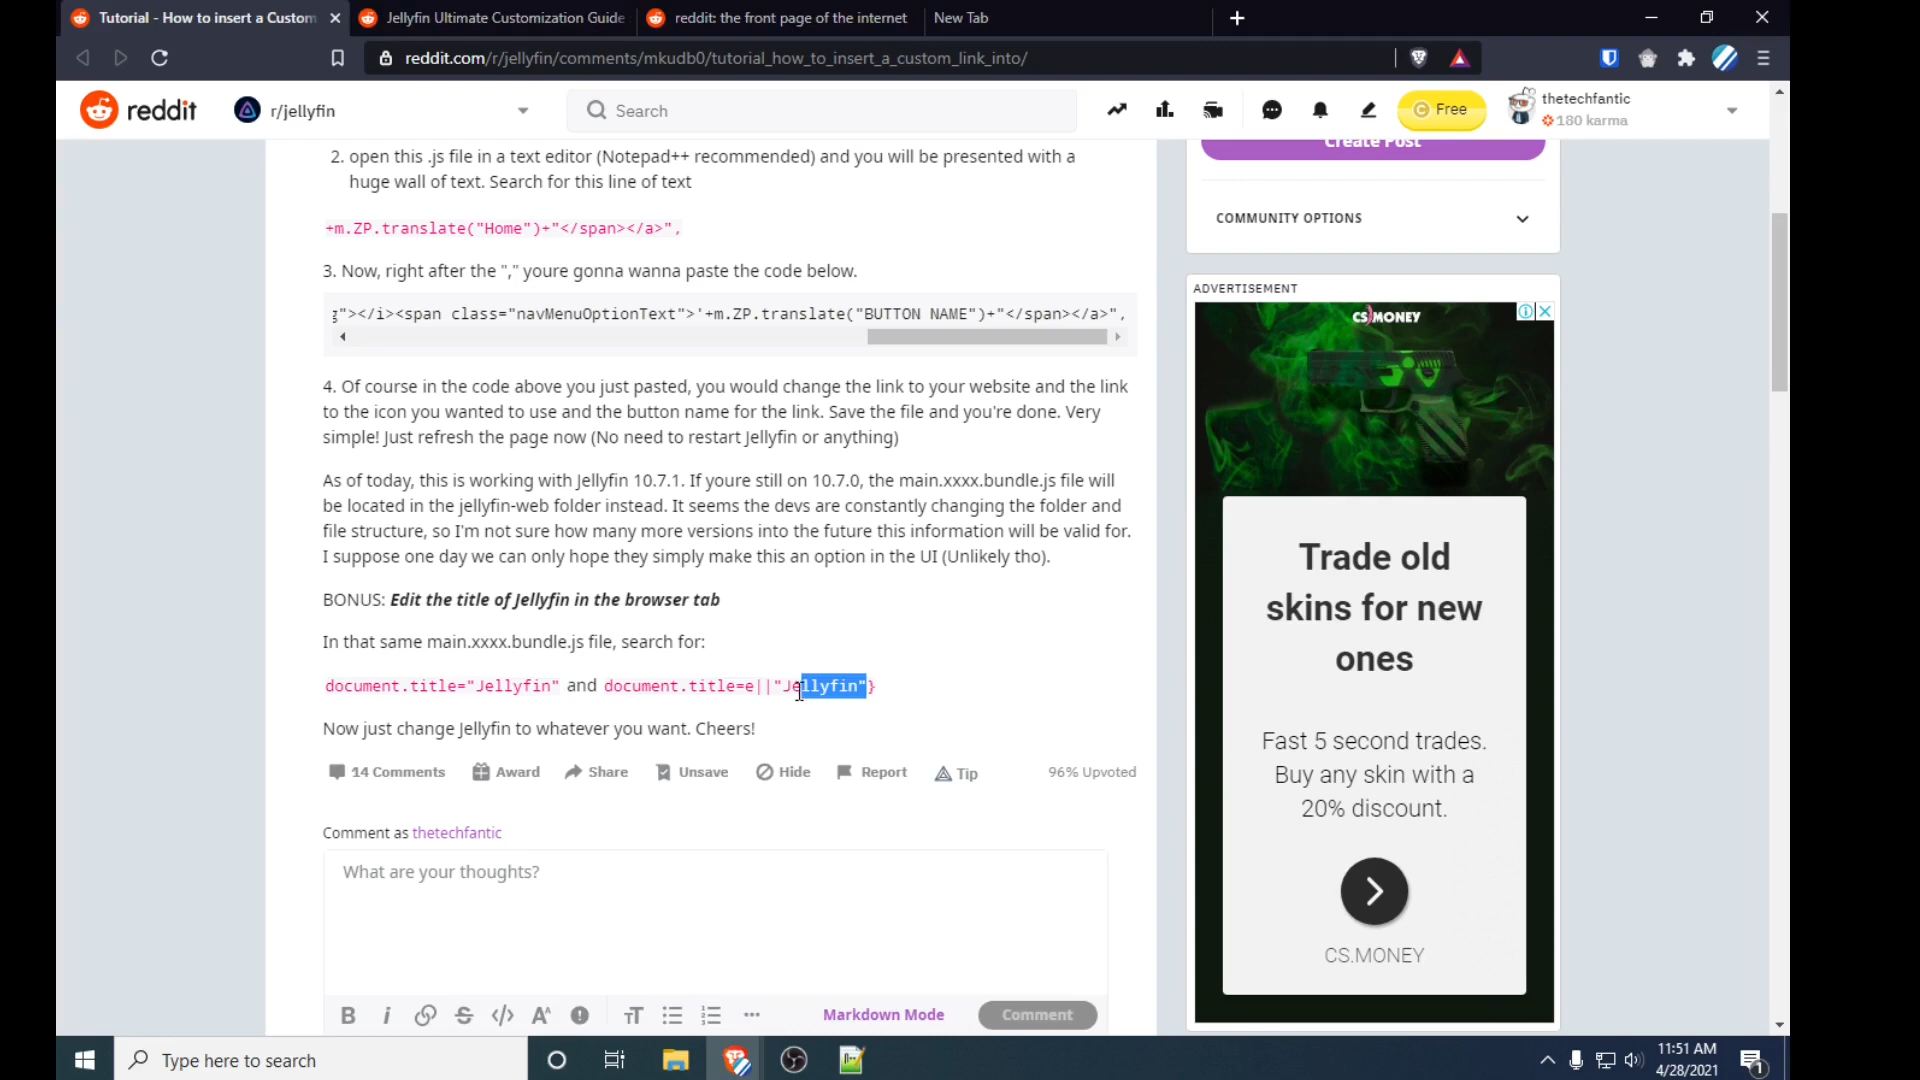 Tutorial - How to insert a Custom
Jellyfin Ultimate Customization Guide
reddit: the front page of the internet
New Tab
reddit.com/r/jellyfin/comments/mkudb0/tutorial_how_to_insert_a_custom_link_into/
reddit
r/jellyfin
Search
Free
thetechfantic
180 karma
2. open this .js file in a text editor (Notepad++ recommended) and you will be presented with a
huge wall of text. Search for this line of text
+m.ZP.translate("Home")+"</span></a>",
3. Now, right after the "," youre gonna wanna paste the code below.
"></i><span class="navMenuOptionText">'+m.ZP.translate("BUTTON NAME")+"</span></a>",
4. Of course in the code above you just pasted, you would change the link to your website and the link
to the icon you wanted to use and the button name for the link. Save the file and you're done. Very
simple! Just refresh the page now (No need to restart Jellyfin or anything)
As of today, this is working with Jellyfin 10.7.1. If youre still on 10.7.0, the main.xxxx.bundle.js file will
be located in the jellyfin-web folder instead. It seems the devs are constantly changing the folder and
file structure, so I'm not sure how many more versions into the future this information will be valid for.
I suppose one day we can only hope they simply make this an option in the UI (Unlikely tho).
BONUS: Edit the title of Jellyfin in the browser tab
In that same main.xxxx.bundle.js file, search for:
document.title="Jellyfin" and document.title=e||"Jellyfin"}
Now just change Jellyfin to whatever you want. Cheers!
14 Comments
Award
Share
Unsave
Hide
Report
Tip
96% Upvoted
Comment as thetechfantic
What are your thoughts?
Markdown Mode
Comment
Create Post
COMMUNITY OPTIONS
ADVERTISEMENT
CS MONEY
Trade old
skins for new
ones
Fast 5 second trades.
Buy any skin with a
20% discount.
CS.MONEY
Type here to search
11:51 AM
4/28/2021
1